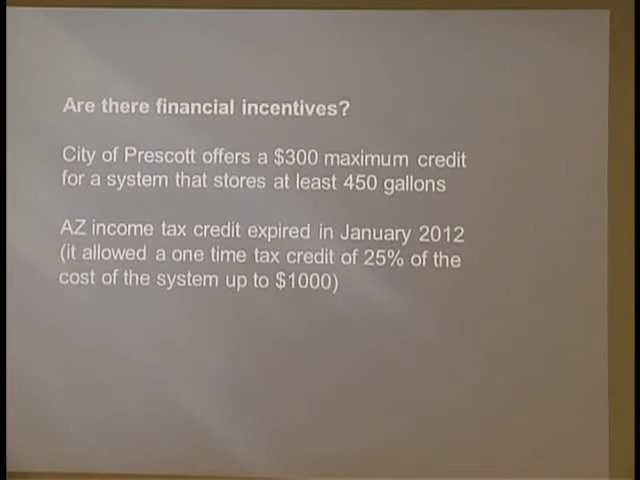 Are there financial incentives?
City of Prescott offers a $300 maximum credit
for a system that stores at least 450 gallons
AZ income tax credit expired in January 2012
(it allowed a one time tax credit of 25% of the
cost of the system up to $1000)